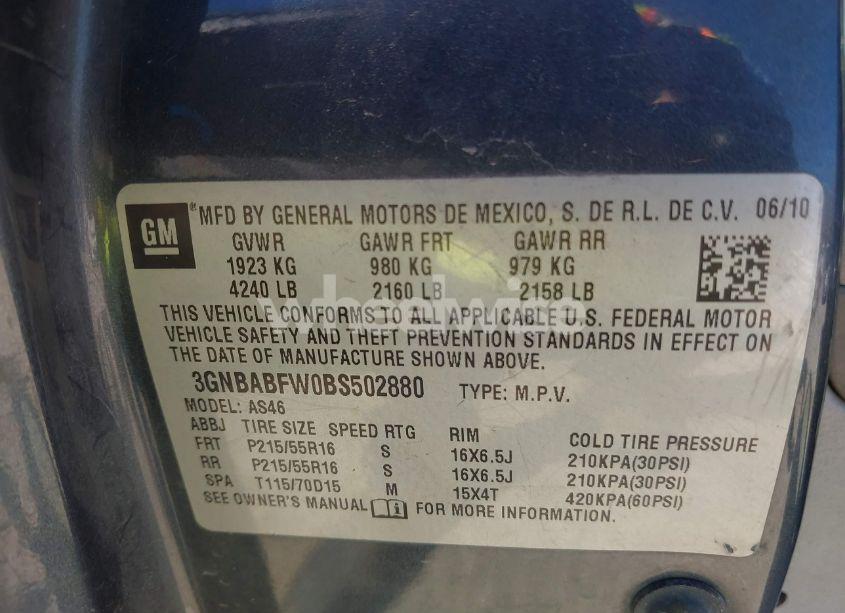 GM ® MFD BY GENERAL MOTORS DE MEXICO, S. DE R.L. DE C.V. 06/10
GVWR GAWR FRT GAWR RR
1923 KG 980 KG 979 KG
4240 LB 2160 LB 2158 LB
wheelwire
THIS VEHICLE CONFORMS TO ALL APPLICABLE U.S. FEDERAL MOTOR
VEHICLE SAFETY AND THEFT PREVENTION STANDARDS IN EFFECT ON
THE DATE OF MANUFACTURE SHOWN ABOVE.
3GNBABFW0BS502880 TYPE: M.P.V.
MODEL: AS46
ABBJ TIRE SIZE SPEED RTG RIM COLD TIRE PRESSURE
FRT P215/55R16 S 16X6.5J 210KPA(30PSI)
RR P215/55R16 S 16X6.5J 210KPA(30PSI)
SPA T115/70D15 M 15X4T 420KPA(60PSI)
SEE OWNER'S MANUAL i FOR MORE INFORMATION.